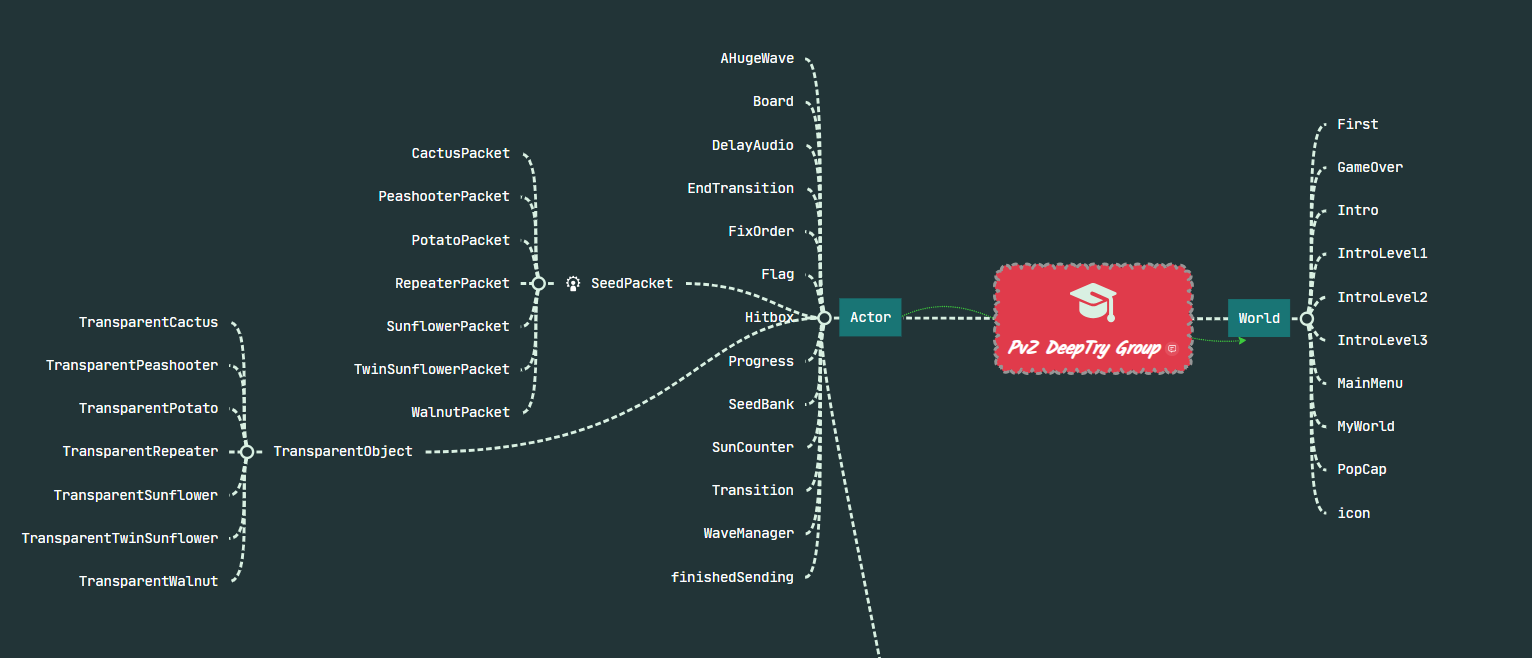 AHugeWave
Board
DelayAudio
EndTransition
FixOrder
Flag
Hitbox
Progress
SeedBank
SunCounter
Transition
WaveManager
finishedSending
CactusPacket
PeashooterPacket
PotatoPacket
RepeaterPacket
SunflowerPacket
TwinSunflowerPacket
WalnutPacket
SeedPacket
TransparentCactus
TransparentPeashooter
TransparentPotato
TransparentRepeater
TransparentSunflower
TransparentTwinSunflower
TransparentWalnut
TransparentObject
Actor
PvZ DeepTry Group
World
First
GameOver
Intro
IntroLevel1
IntroLevel2
IntroLevel3
MainMenu
MyWorld
PopCap
icon